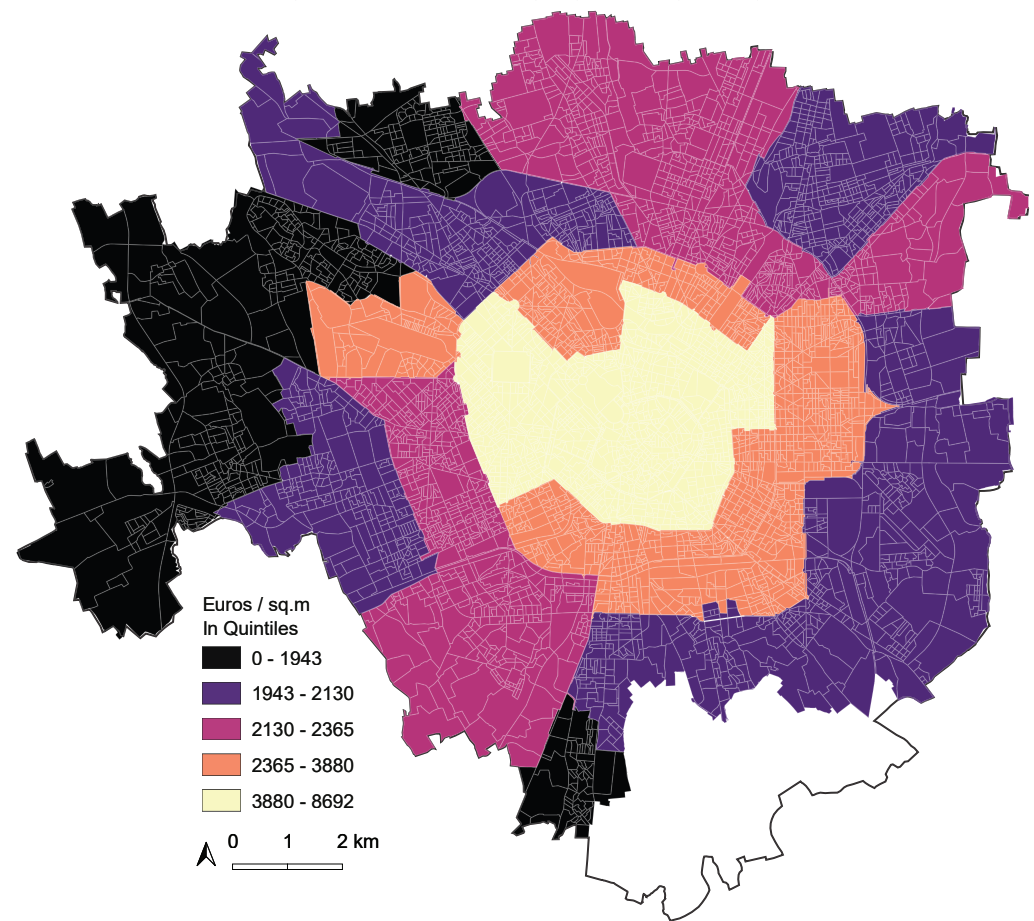 Euros / sq.m
In Quintiles
0 - 1943
1943 - 2130
2130 - 2365
2365 - 3880
3880 - 8692
0 1 2 km